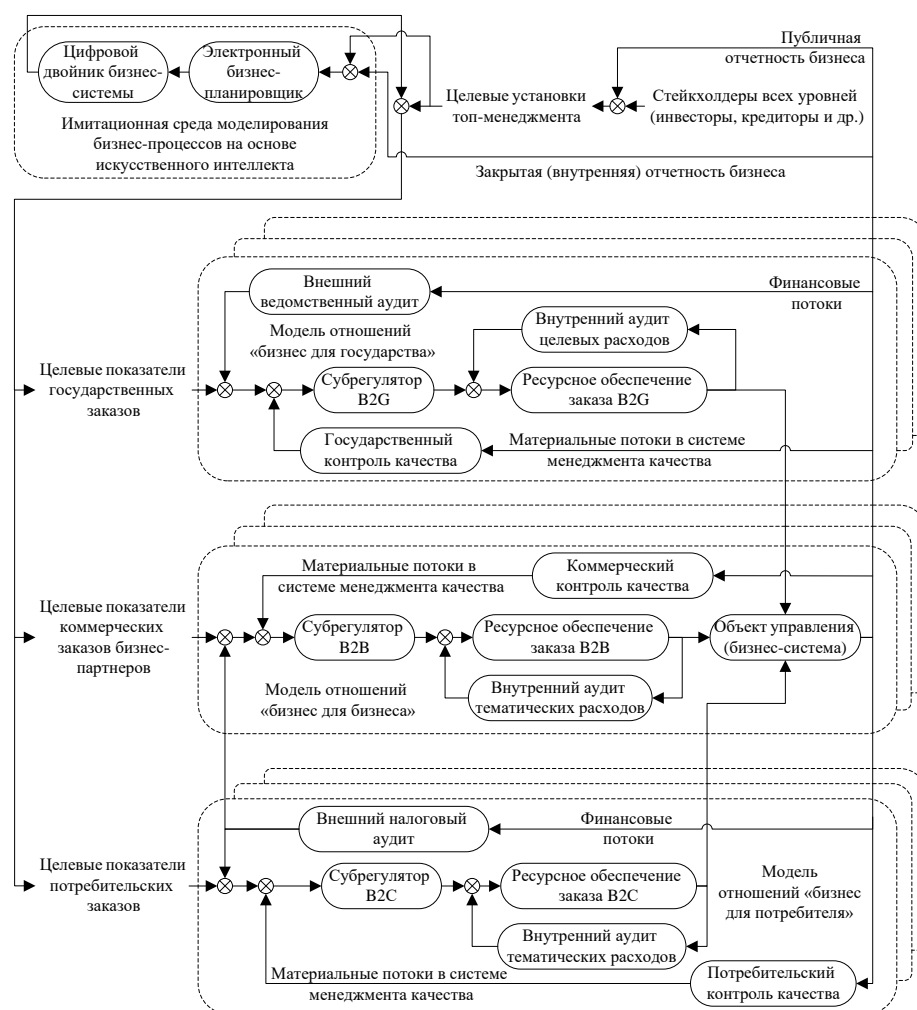 Цифровой
двойник бизнес-
системы
Электронный
бизнес-
планировщик
Имитационная среда моделирования
бизнес-процессов на основе
искусственного интеллекта
Целевые установки
топ-менеджмента
Публичная
отчетность бизнеса
Стейкхолдеры всех уровней
(инвесторы, кредиторы и др.)
Закрытая (внутренняя) отчетность бизнеса
Внешний
ведомственный аудит
Финансовые
потоки
Модель отношений
«бизнес для государства»
Внутренний аудит
целевых расходов
Целевые показатели
государственных
заказов
Субрегулятор
B2G
Ресурсное обеспечение
заказа B2G
Государственный
контроль качества
Материальные потоки в системе
менеджмента качества
Материальные потоки в
системе менеджмента качества
Коммерческий
контроль качества
Целевые показатели
коммерческих
заказов бизнес-
партнеров
Субрегулятор
B2B
Ресурсное обеспечение
заказа B2B
Объект управления
(бизнес-система)
Модель отношений
«бизнес для бизнеса»
Внутренний аудит
тематических расходов
Внешний налоговый
аудит
Финансовые
потоки
Целевые показатели
потребительских
заказов
Субрегулятор
B2C
Ресурсное обеспечение
заказа B2C
Модель
отношений «бизнес
для потребителя»
Внутренний аудит
тематических расходов
Материальные потоки в системе
менеджмента качества
Потребительский
контроль качества